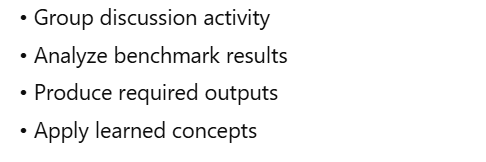 • Group discussion activity
• Analyze benchmark results
• Produce required outputs
• Apply learned concepts